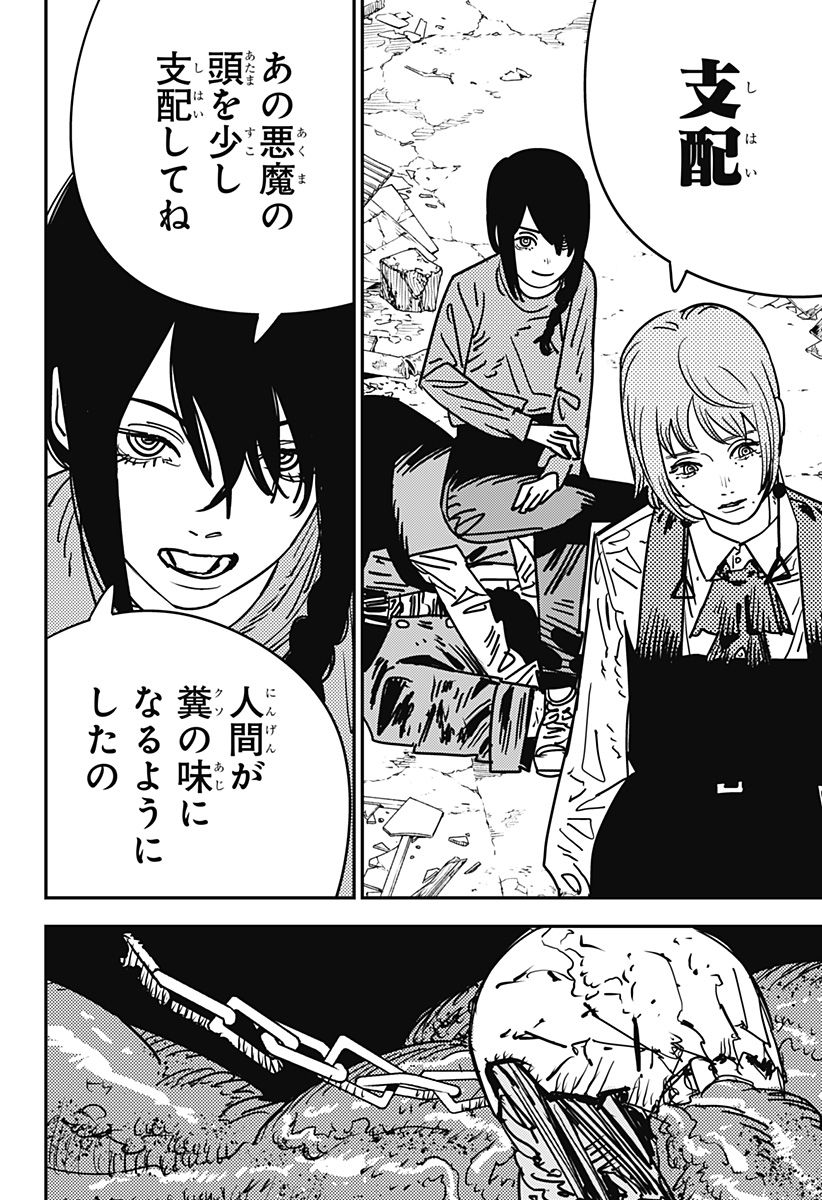 支配
あの悪魔の
頭を少し
支配してね
人間が
糞の味に
なるように
したの